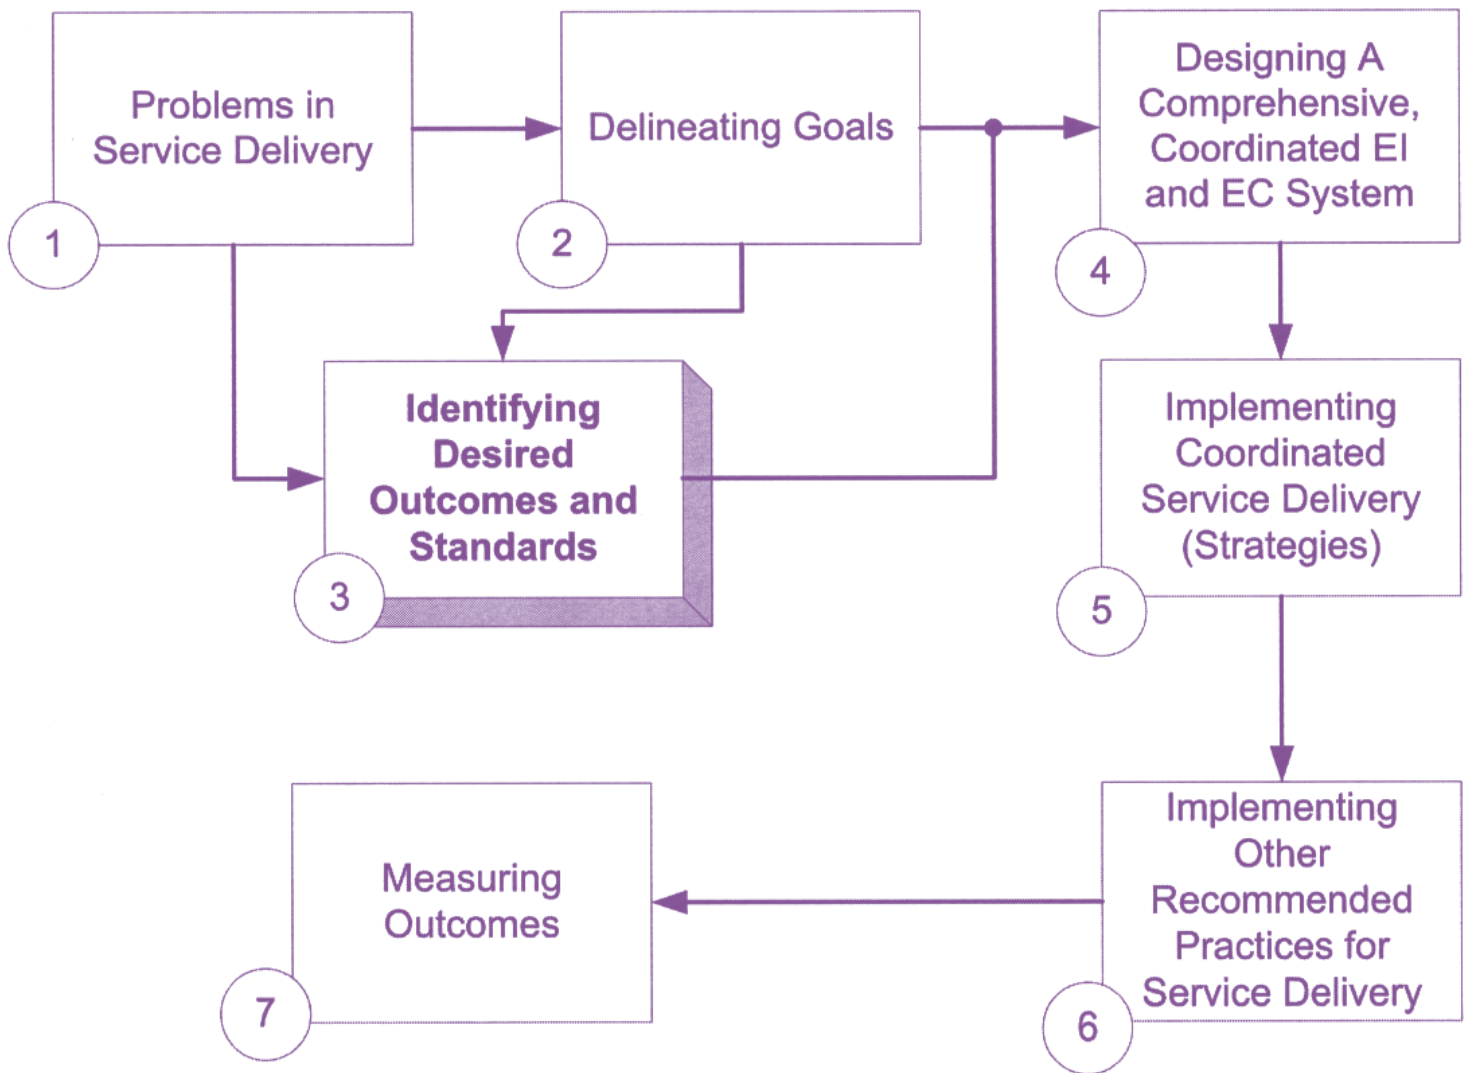 Problems in
Service Delivery
1
Delineating Goals
2
Identifying
Desired
Outcomes and
Standards
3
Designing A
Comprehensive,
Coordinated EI
and EC System
4
Implementing
Coordinated
Service Delivery
(Strategies)
5
Implementing
Other
Recommended
Practices for
Service Delivery
6
Measuring
Outcomes
7